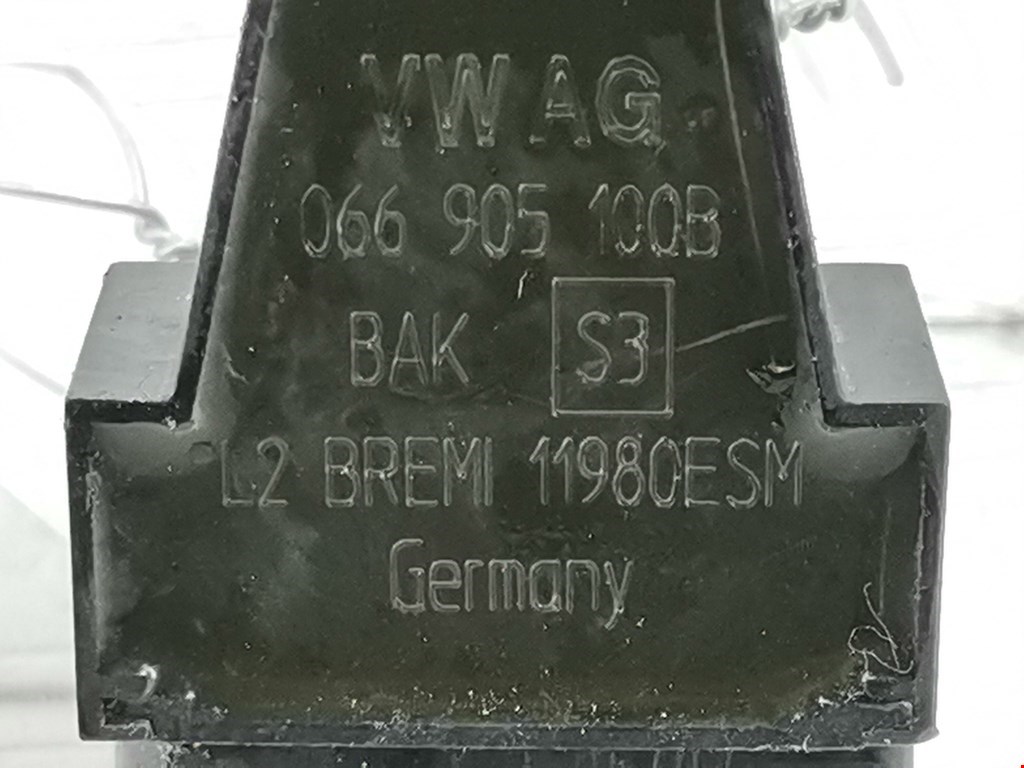 VW AG
066 905 100B
BAK S3
L2 BREMI 11980ESM
Germany